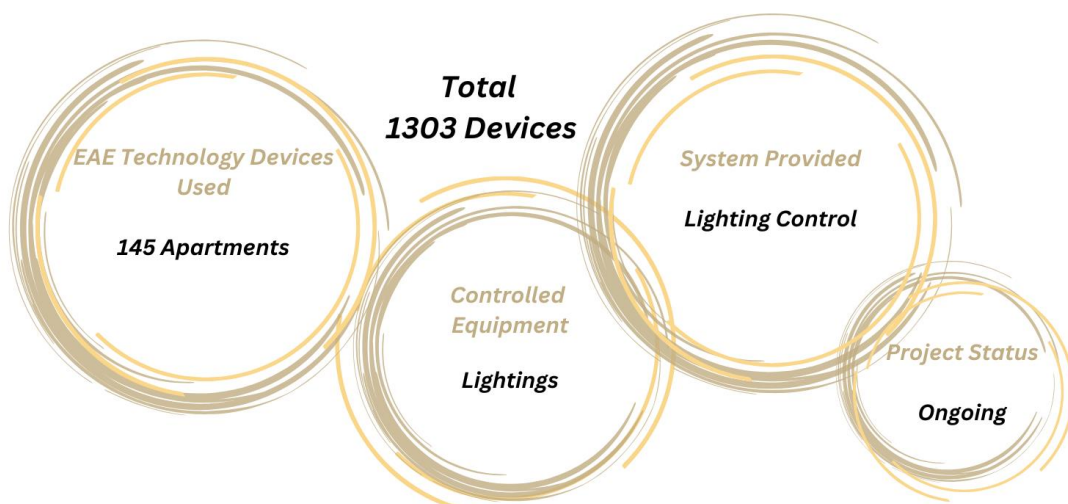 Total
1303 Devices
EAE Technology Devices
Used
145 Apartments
Controlled
Equipment
Lightings
System Provided
Lighting Control
Project Status
Ongoing